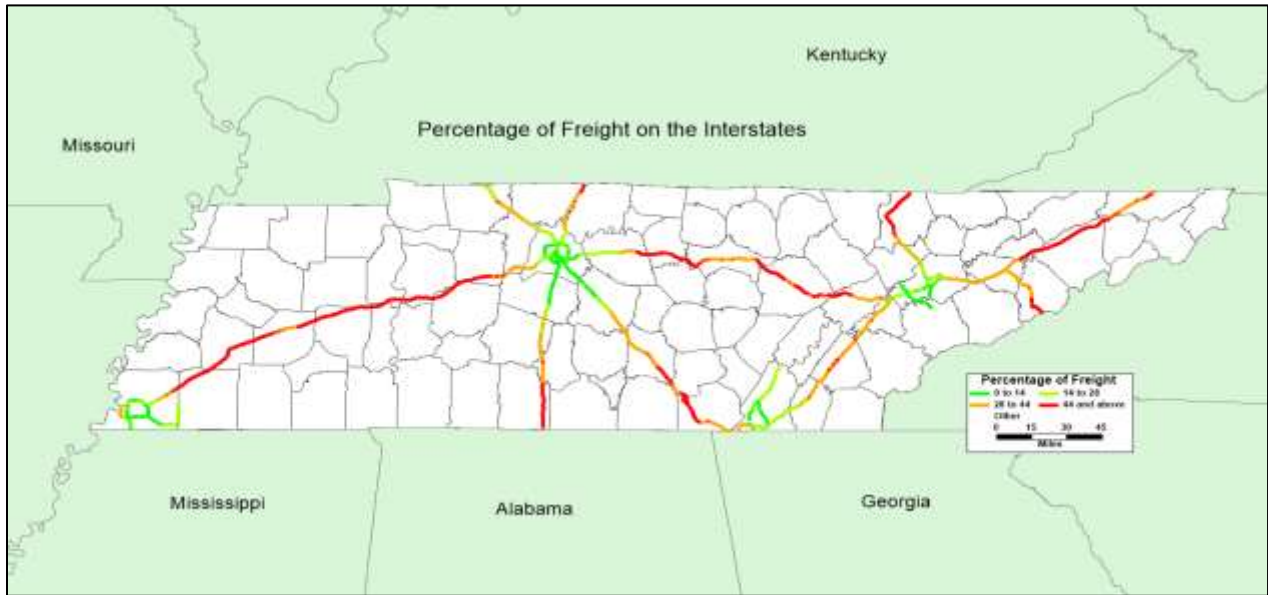 Kentucky
Percentage of Freight on the Interstates
Missouri
Percentage of Freight
0 to 14 14 to 28
28 to 44 44 and above
Other
0 15 30 45
Miles
Mississippi
Alabama
Georgia